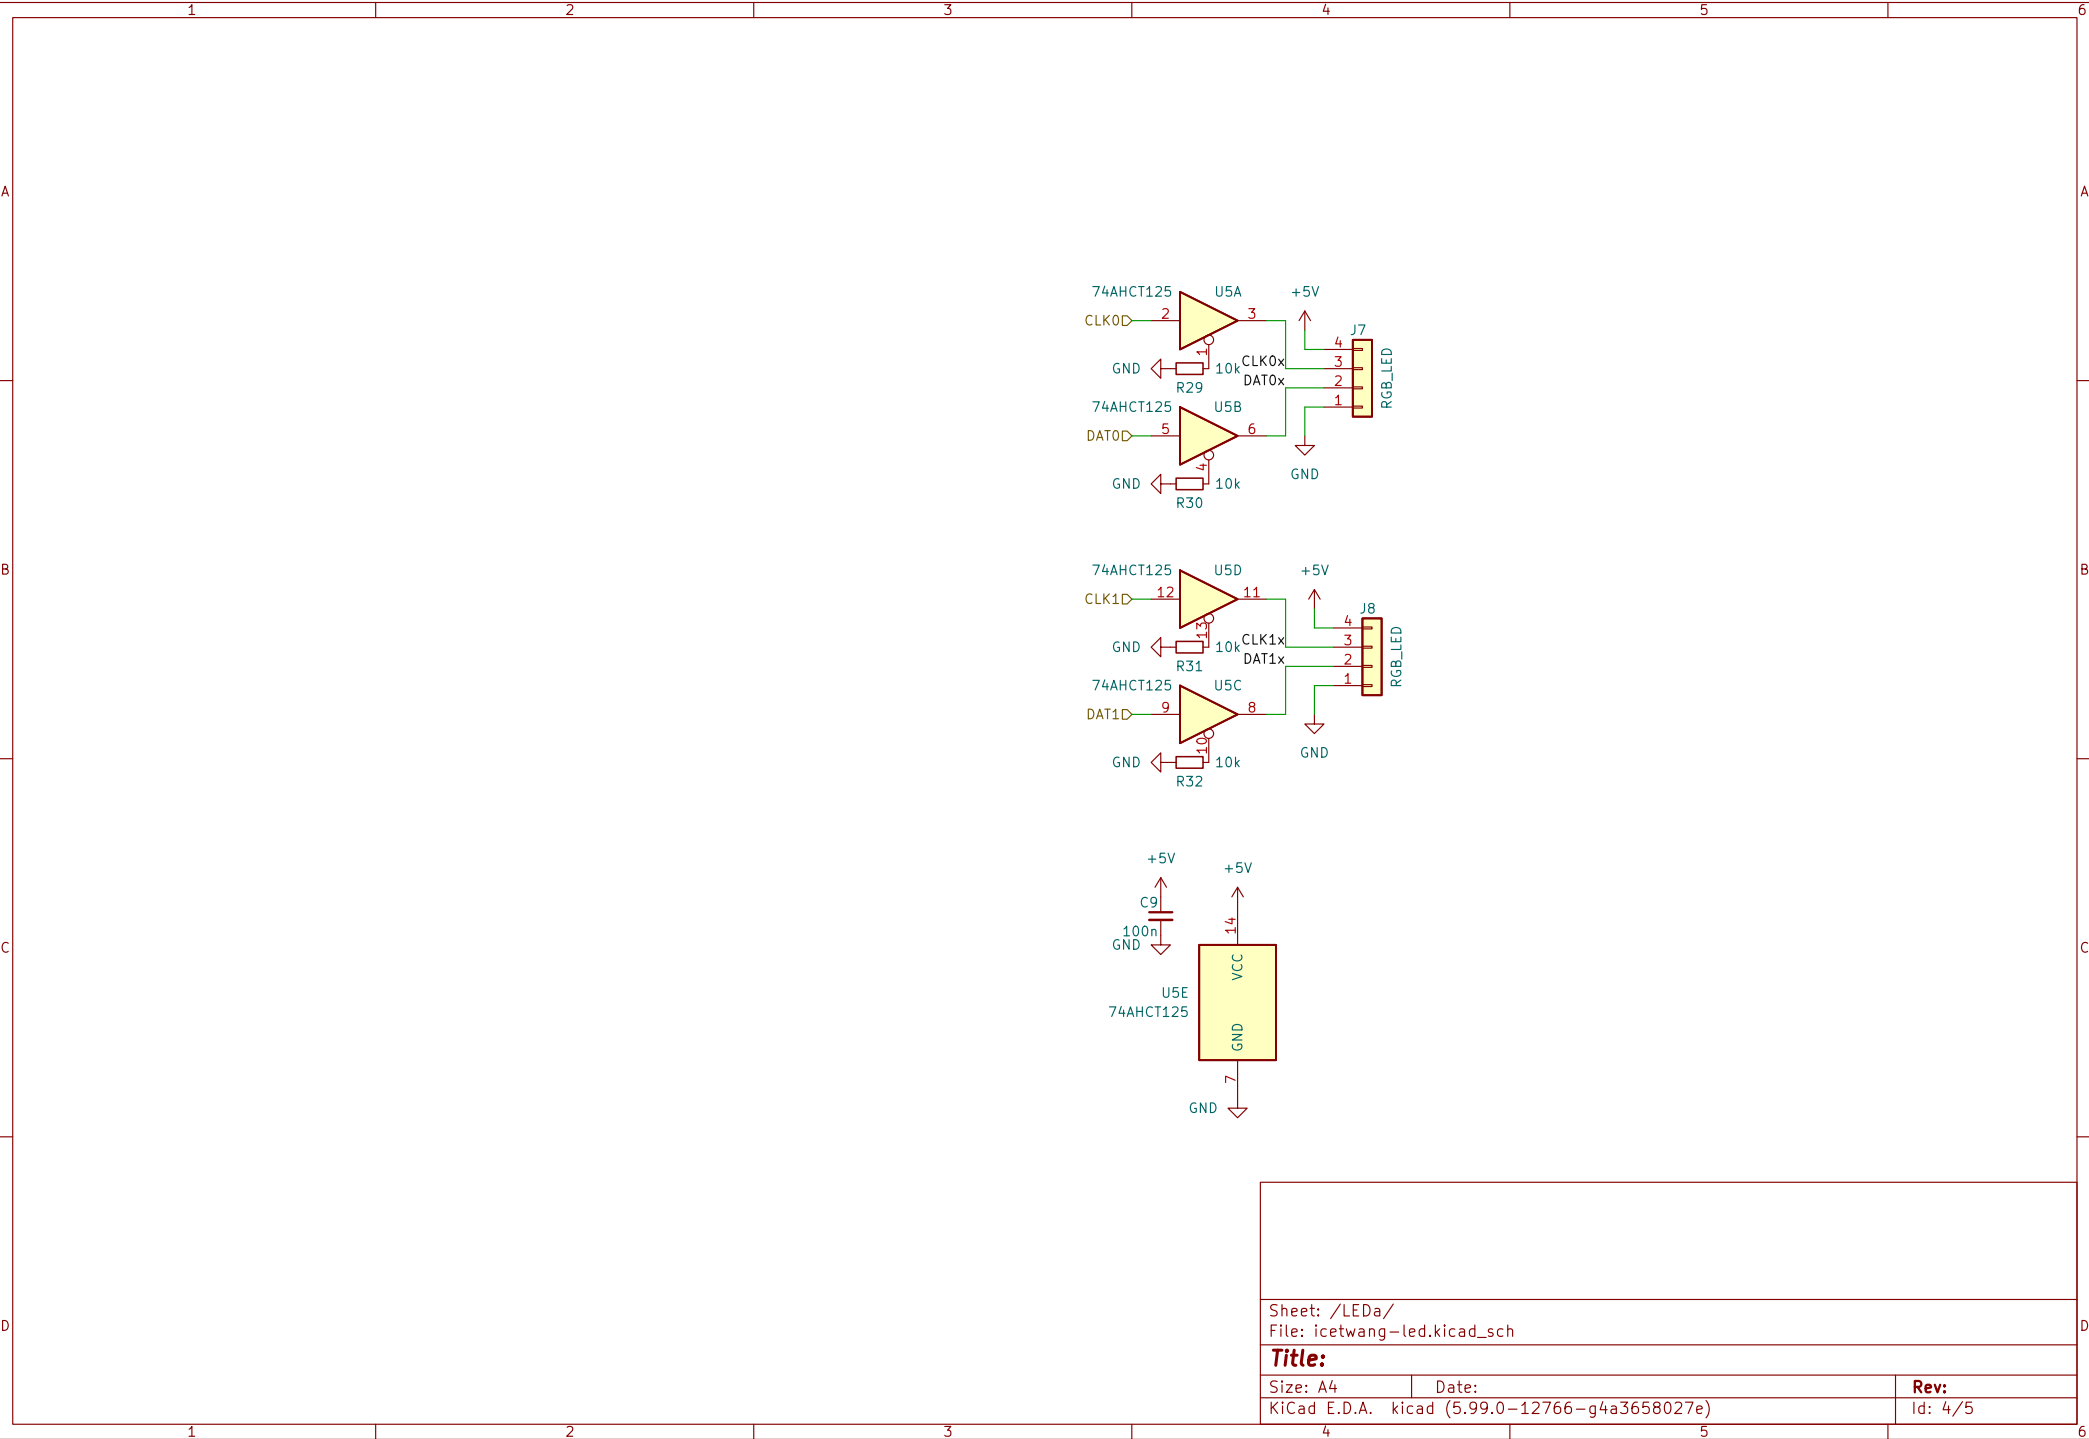 1 2 3 4 5 6
A A
74AHCT125 U5A +5V
CLK0 2 3 J7
1 4
CLK0x 3
GND 10k RGB_LED
R29 DAT0x 2
74AHCT125 U5B 1
DAT0 5 6
4
GND 10k GND
R30
B B
74AHCT125 U5D +5V
CLK1 12 11 J8
13 4
CLK1x 3
GND 10k RGB_LED
R31 DAT1x 2
74AHCT125 U5C 1
DAT1 9 8
10
GND 10k GND
R32
+5V
+5V
C9
14
100n
GND
C C
VCC
U5E
74AHCT125
GND
7
GND
Sheet: /LEDa/
D D
File: icetwang-led.kicad_sch
Title:
Size: A4 Date: Rev:
KiCad E.D.A. kicad (5.99.0-12766-g4a3658027e) Id: 4/5
1 2 3 4 5 6